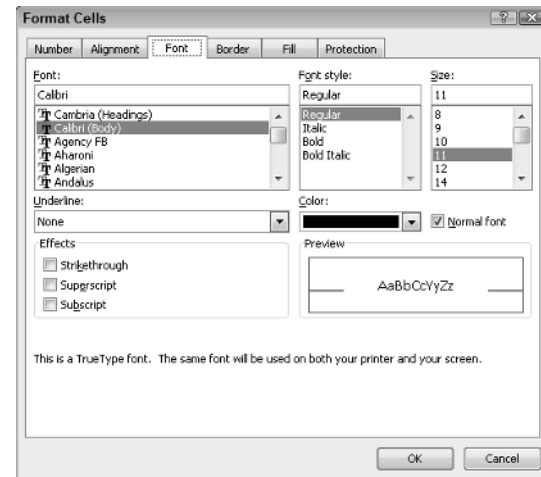 Format Cells
Number Alignment Font Border Fill Protection
Font: Font style: Size:
Calibri Regular 11
Cambria (Headings) Regular 8
Calibri (Body) Italic 9
Agency FB Bold 10
Aharoni Bold Italic 11
Algerian 12
Andalus 14
Underline: Color:
None Normal font
Effects Preview
Strikethrough
Superscript AaBbCcYyZz
Subscript
This is a TrueType font. The same font will be used on both your printer and your screen.
OK Cancel